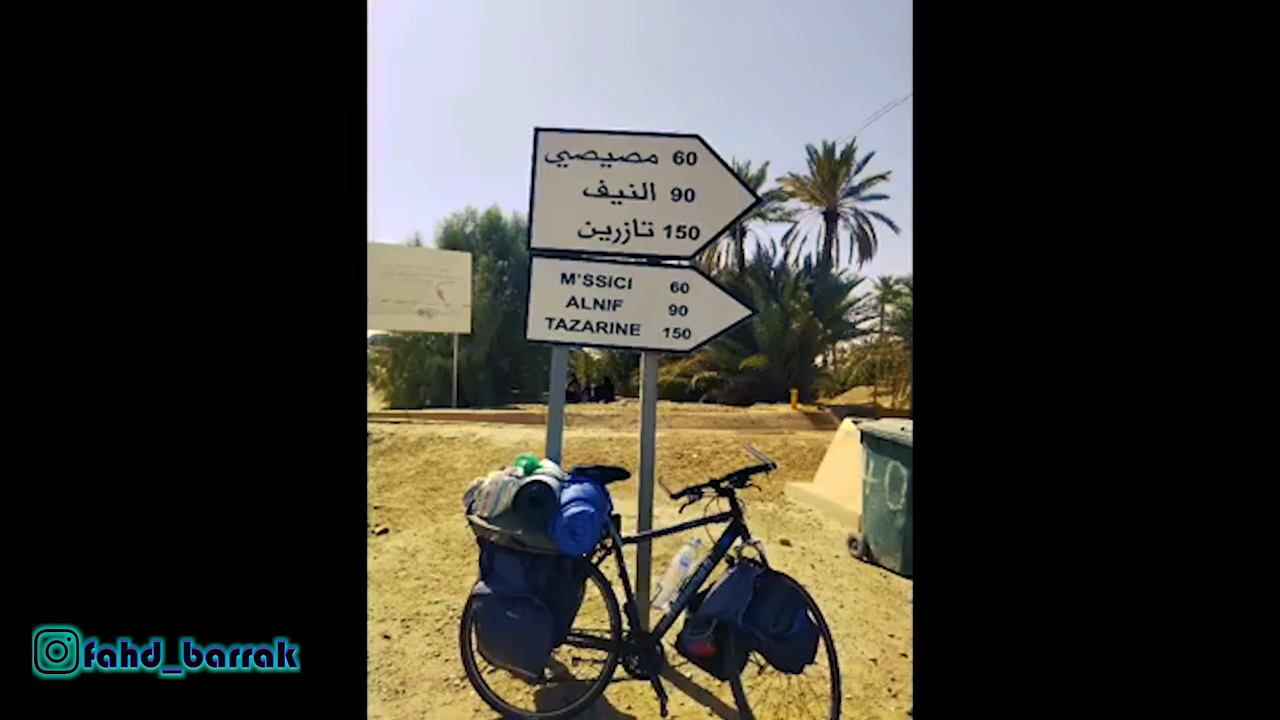 مصيصي 60
النيف 90
تازرين 150
M'SSICI 60
ALNIF 90
TAZARINE 150
fahd_barrak